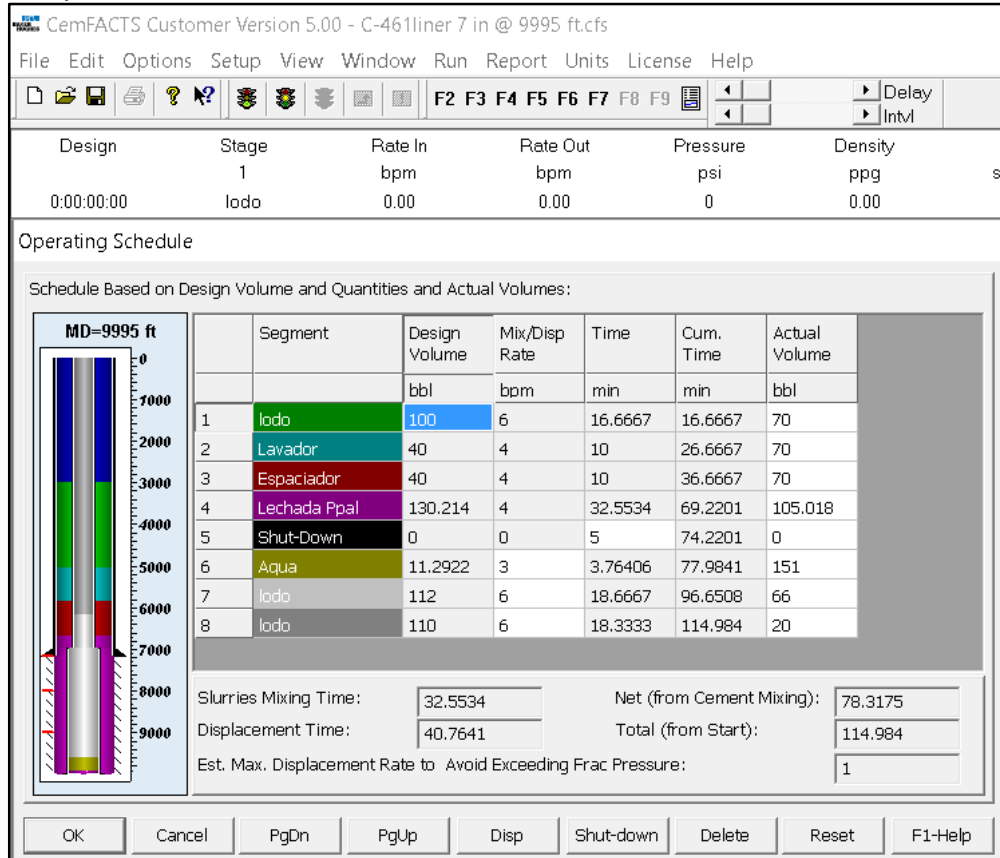 BAKER HUGHES CemFACTS Customer Version 5.00 - C-461liner 7 in @ 9995 ft.cfs
File Edit Options Setup View Window Run Report Units License Help
F2 F3 F4 F5 F6 F7 F8 F9 Delay
Intvl
Design Stage Rate In Rate Out Pressure Density
1 bpm bpm psi ppg s
0:00:00:00 lodo 0.00 0.00 0 0.00
Operating Schedule
Schedule Based on Design Volume and Quantities and Actual Volumes:
MD=9995 ft
0
1000
2000
3000
4000
5000
6000
7000
8000
9000
Segment Design Volume Mix/Disp Rate Time Cum. Time Actual Volume
bbl bpm min min bbl
1 lodo 100 6 16.6667 16.6667 70
2 Lavador 40 4 10 26.6667 70
3 Espaciador 40 4 10 36.6667 70
4 Lechada Ppal 130.214 4 32.5534 69.2201 105.018
5 Shut-Down 0 0 5 74.2201 0
6 Aqua 11.2922 3 3.76406 77.9841 151
7 lodo 112 6 18.6667 96.6508 66
8 lodo 110 6 18.3333 114.984 20
Slurries Mixing Time: 32.5534 Net (from Cement Mixing): 78.3175
Displacement Time: 40.7641 Total (from Start): 114.984
Est. Max. Displacement Rate to Avoid Exceeding Frac Pressure: 1
OK Cancel PgDn PgUp Disp Shut-down Delete Reset F1-Help